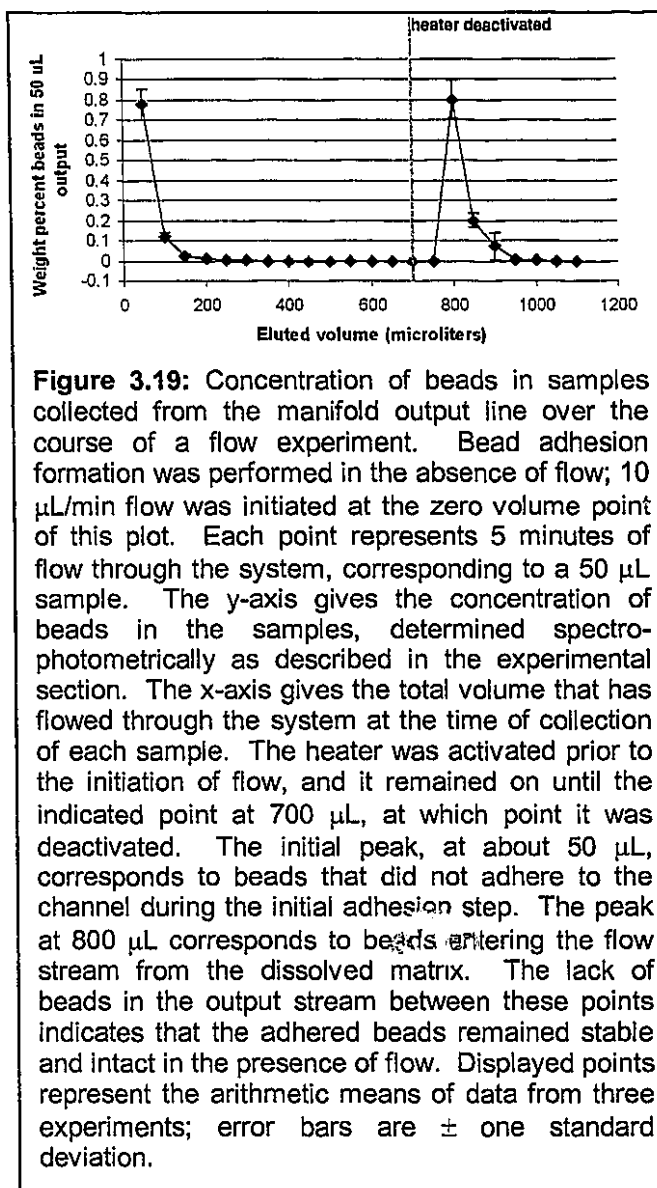 heater deactivated
1
0.9
0.8
0.7
0.6
0.5
0.4
0.3
0.2
0.1
0
-0.1
Weight percent beads in 50 uL
output
0 200 400 600 800 1000 1200
Eluted volume (microliters)
Figure 3.19: Concentration of beads in samples
collected from the manifold output line over the
course of a flow experiment. Bead adhesion
formation was performed in the absence of flow; 10
μL/min flow was initiated at the zero volume point
of this plot. Each point represents 5 minutes of
flow through the system, corresponding to a 50 μL
sample. The y-axis gives the concentration of
beads in the samples, determined spectro-
photometrically as described in the experimental
section. The x-axis gives the total volume that has
flowed through the system at the time of collection
of each sample. The heater was activated prior to
the initiation of flow, and it remained on until the
indicated point at 700 μL, at which point it was
deactivated. The initial peak, at about 50 μL,
corresponds to beads that did not adhere to the
channel during the initial adhesion step. The peak
at 800 μL corresponds to beads entering the flow
stream from the dissolved matrix. The lack of
beads in the output stream between these points
indicates that the adhered beads remained stable
and intact in the presence of flow. Displayed points
represent the arithmetic means of data from three
experiments; error bars are ± one standard
deviation.